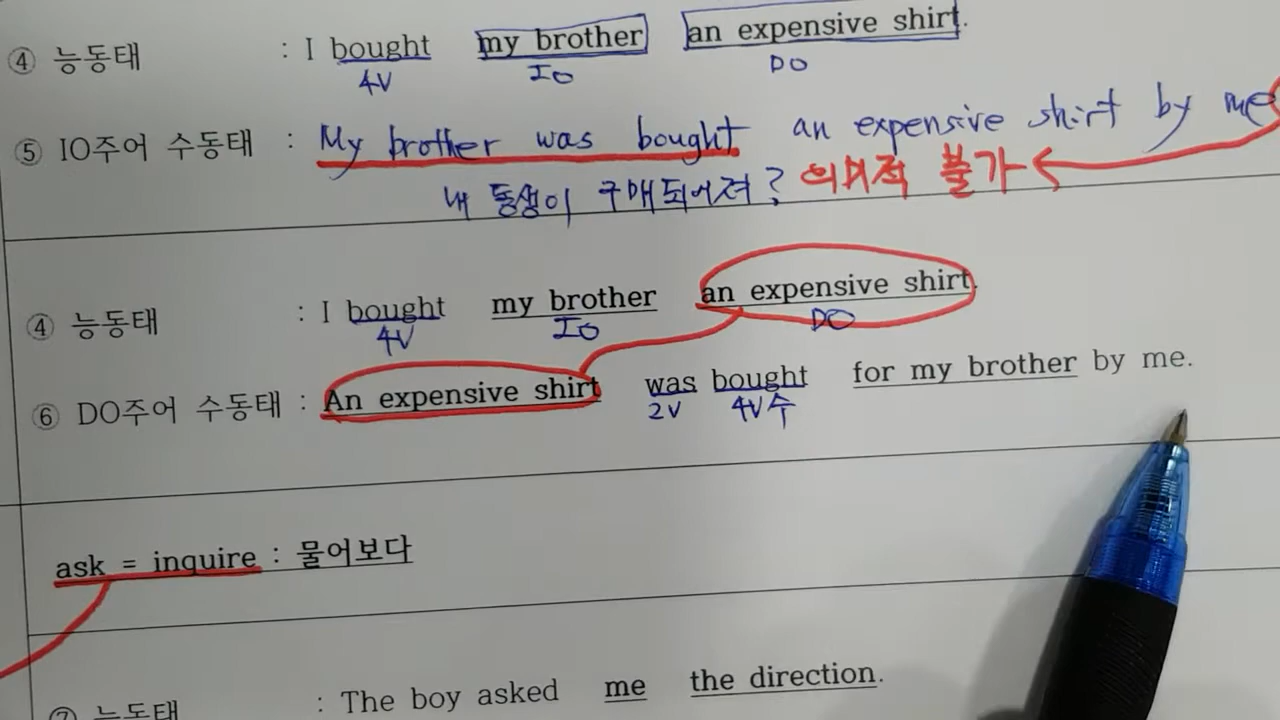 ④ 능동태 : I bought my brother an expensive shirt.
4V IO DO
⑤ IO주어 수동태 : My brother was bought an expensive shirt by me
내 동생이 구매되어져? 의미적 불가
④ 능동태 : I bought my brother an expensive shirt.
4V IO DO
⑥ DO주어 수동태 : An expensive shirt was bought for my brother by me.
2V 4V수
ask = inquire : 물어보다
⑦ 능동태 : The boy asked me the direction.